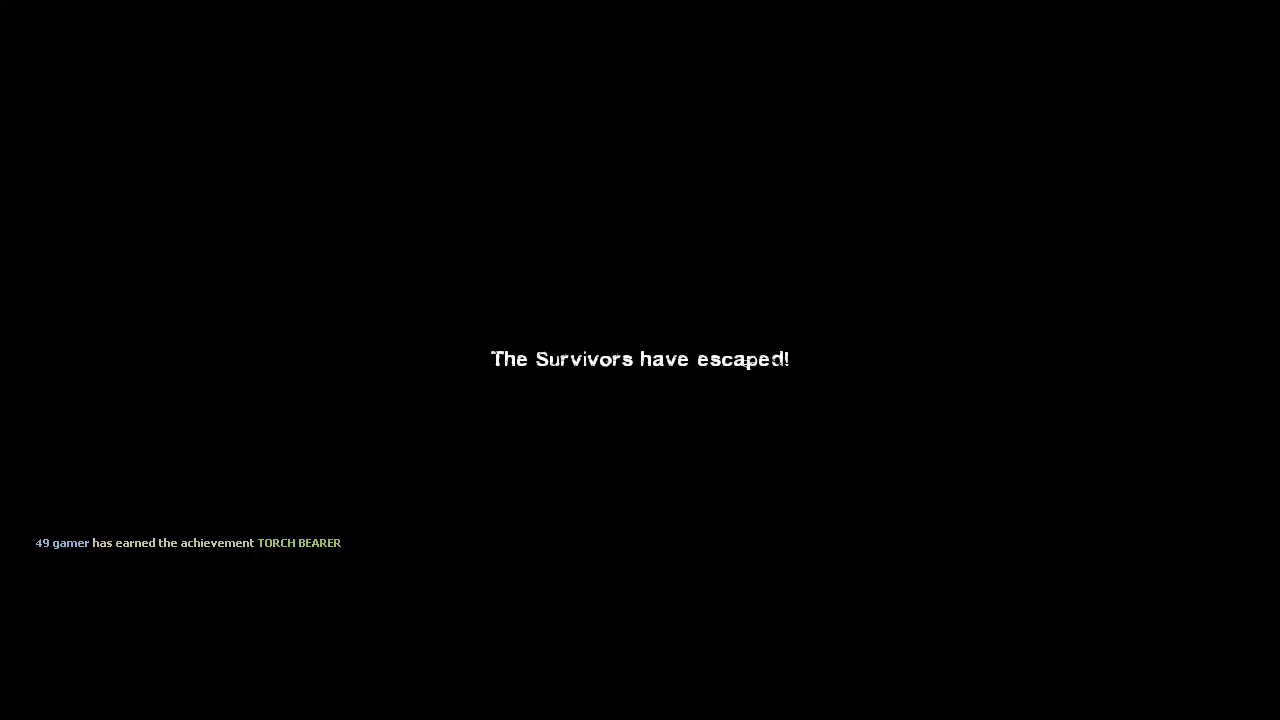 The Survivors have escaped!
49 gamer has earned the achievement TORCH BEARER